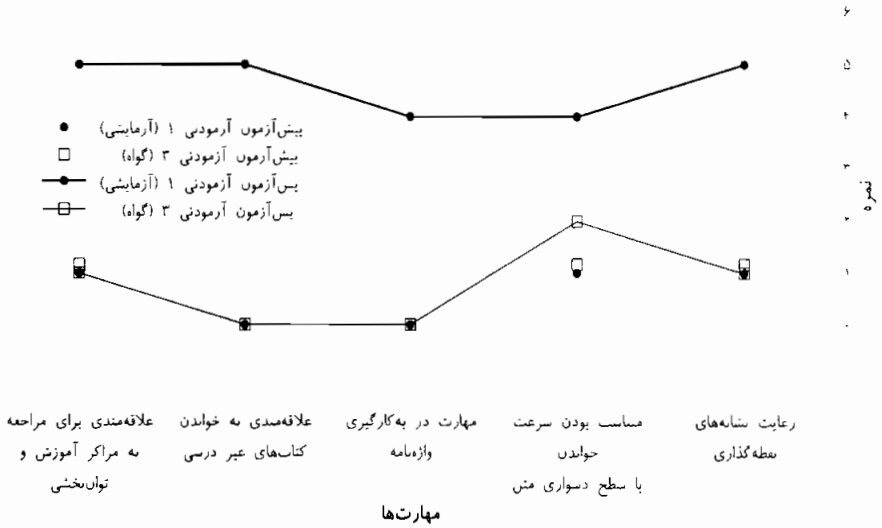 ۶
۵
۴
۳
۲
۱
۰
نمره
پیش‌آزمون آزمودنی ۱ (آزمایشی)
پیش‌آزمون آزمودنی ۳ (گواه)
پس‌آزمون آزمودنی ۱ (آزمایشی)
پس‌آزمون آزمودنی ۳ (گواه)
رعایت نشانه‌های
نقطه‌گذاری
مناسب بودن سرعت
خواندن
با سطح دشواری متن
مهارت در به‌کارگیری
واژه‌نامه
علاقه‌مندی به خواندن
کتاب‌های غیر درسی
علاقه‌مندی برای مراجعه
به مراکز آموزش و
توان‌بخشی
مهارت‌ها